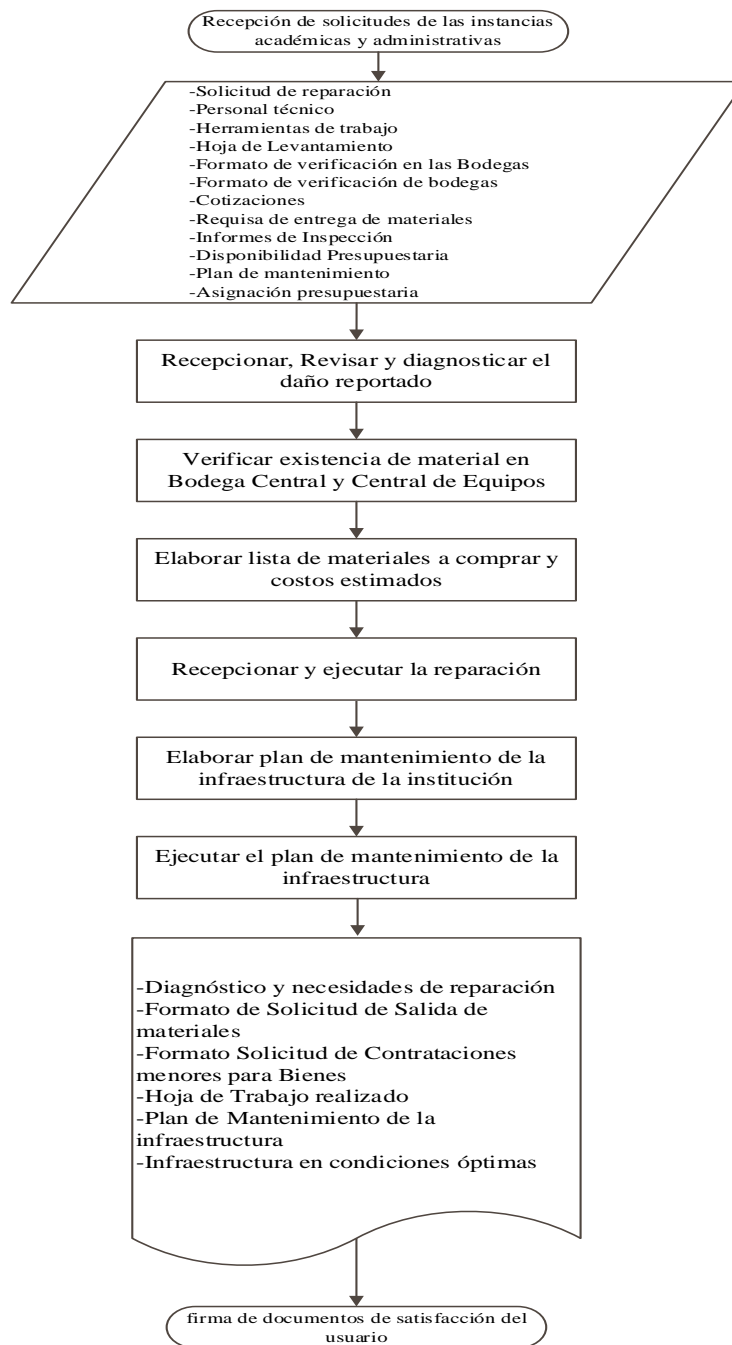 Recepción de solicitudes de las instancias
académicas y administrativas
-Solicitud de reparación
-Personal técnico
-Herramientas de trabajo
-Hoja de Levantamiento
-Formato de verificación en las Bodegas
-Formato de verificación de bodegas
-Cotizaciones
-Requisa de entrega de materiales
-Informes de Inspección
-Disponibilidad Presupuestaria
-Plan de mantenimiento
-Asignación presupuestaria
Recepcionar, Revisar y diagnosticar el
daño reportado
Verificar existencia de material en
Bodega Central y Central de Equipos
Elaborar lista de materiales a comprar y
costos estimados
Recepcionar y ejecutar la reparación
Elaborar plan de mantenimiento de la
infraestructura de la institución
Ejecutar el plan de mantenimiento de la
infraestructura
-Diagnóstico y necesidades de reparación
-Formato de Solicitud de Salida de
materiales
-Formato Solicitud de Contrataciones
menores para Bienes
-Hoja de Trabajo realizado
-Plan de Mantenimiento de la
infraestructura
-Infraestructura en condiciones óptimas
firma de documentos de satisfacción del
usuario